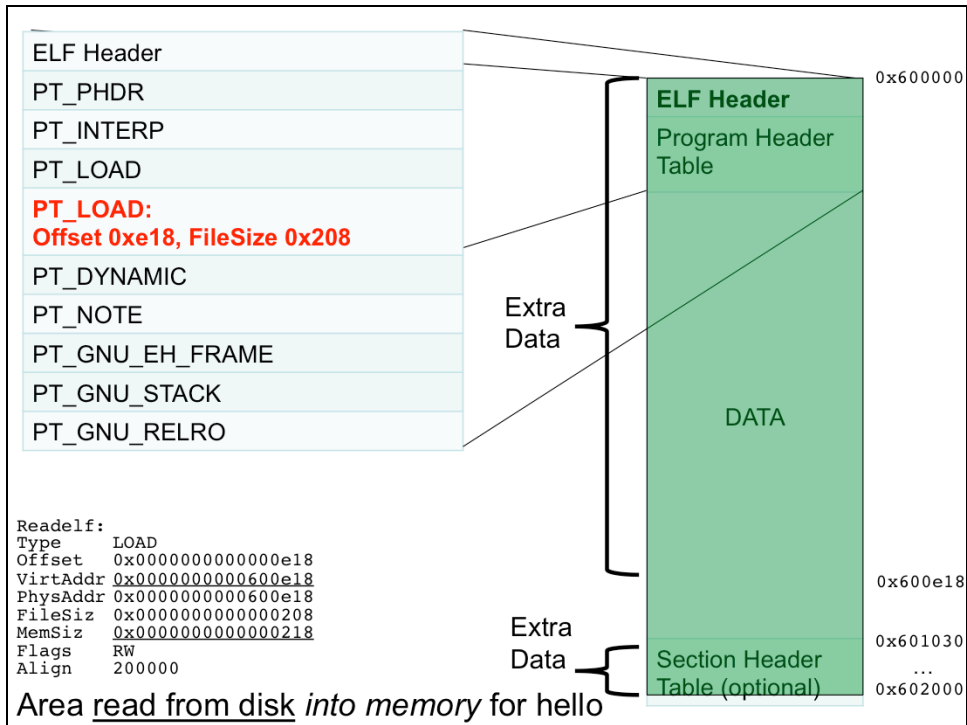 ELF Header
PT_PHDR
PT_INTERP
PT_LOAD
PT_LOAD:
Offset 0xe18, FileSize 0x208
PT_DYNAMIC
PT_NOTE
PT_GNU_EH_FRAME
PT_GNU_STACK
PT_GNU_RELRO
Extra
Data
ELF Header
Program Header
Table
DATA
0x600000
0x600e18
Extra
Data
Section Header
Table (optional)
0x601030
...
0x602000
Readelf:
Type LOAD
Offset 0x0000000000000e18
VirtAddr 0x0000000000600e18
PhysAddr 0x0000000000600e18
FileSiz 0x0000000000000208
MemSiz 0x0000000000000218
Flags RW
Align 200000
Area read from disk into memory for hello